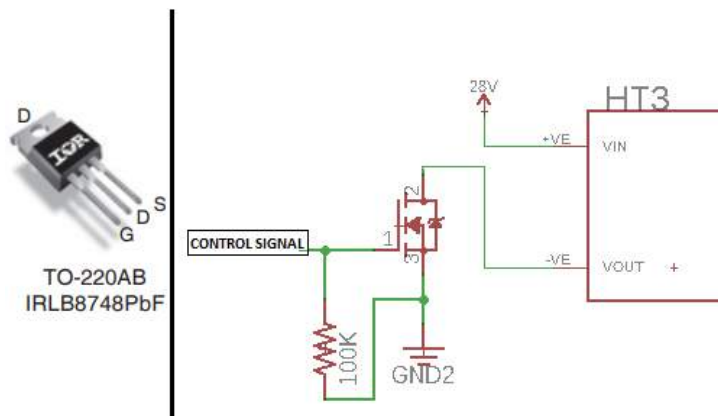 D
IOR
S
D
G
TO-220AB
IRLB8748PbF
CONTROL SIGNAL
1
2
3
100K
GND2
28V
HT3
+VE
VIN
-VE
VOUT
+